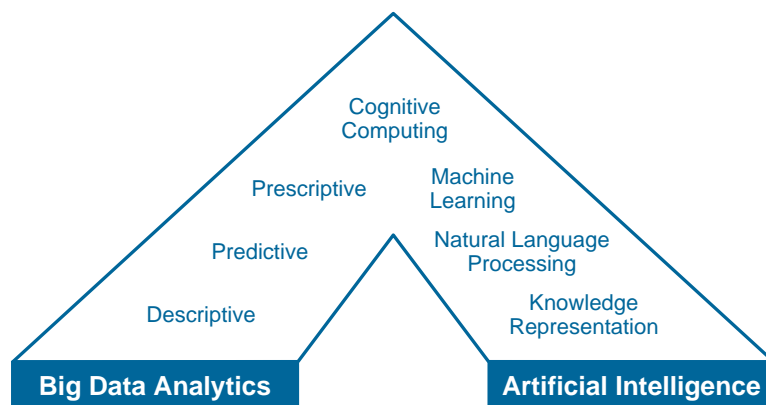 Cognitive
Computing
Prescriptive
Machine
Learning
Predictive
Natural Language
Processing
Descriptive
Knowledge
Representation
Big Data Analytics
Artificial Intelligence